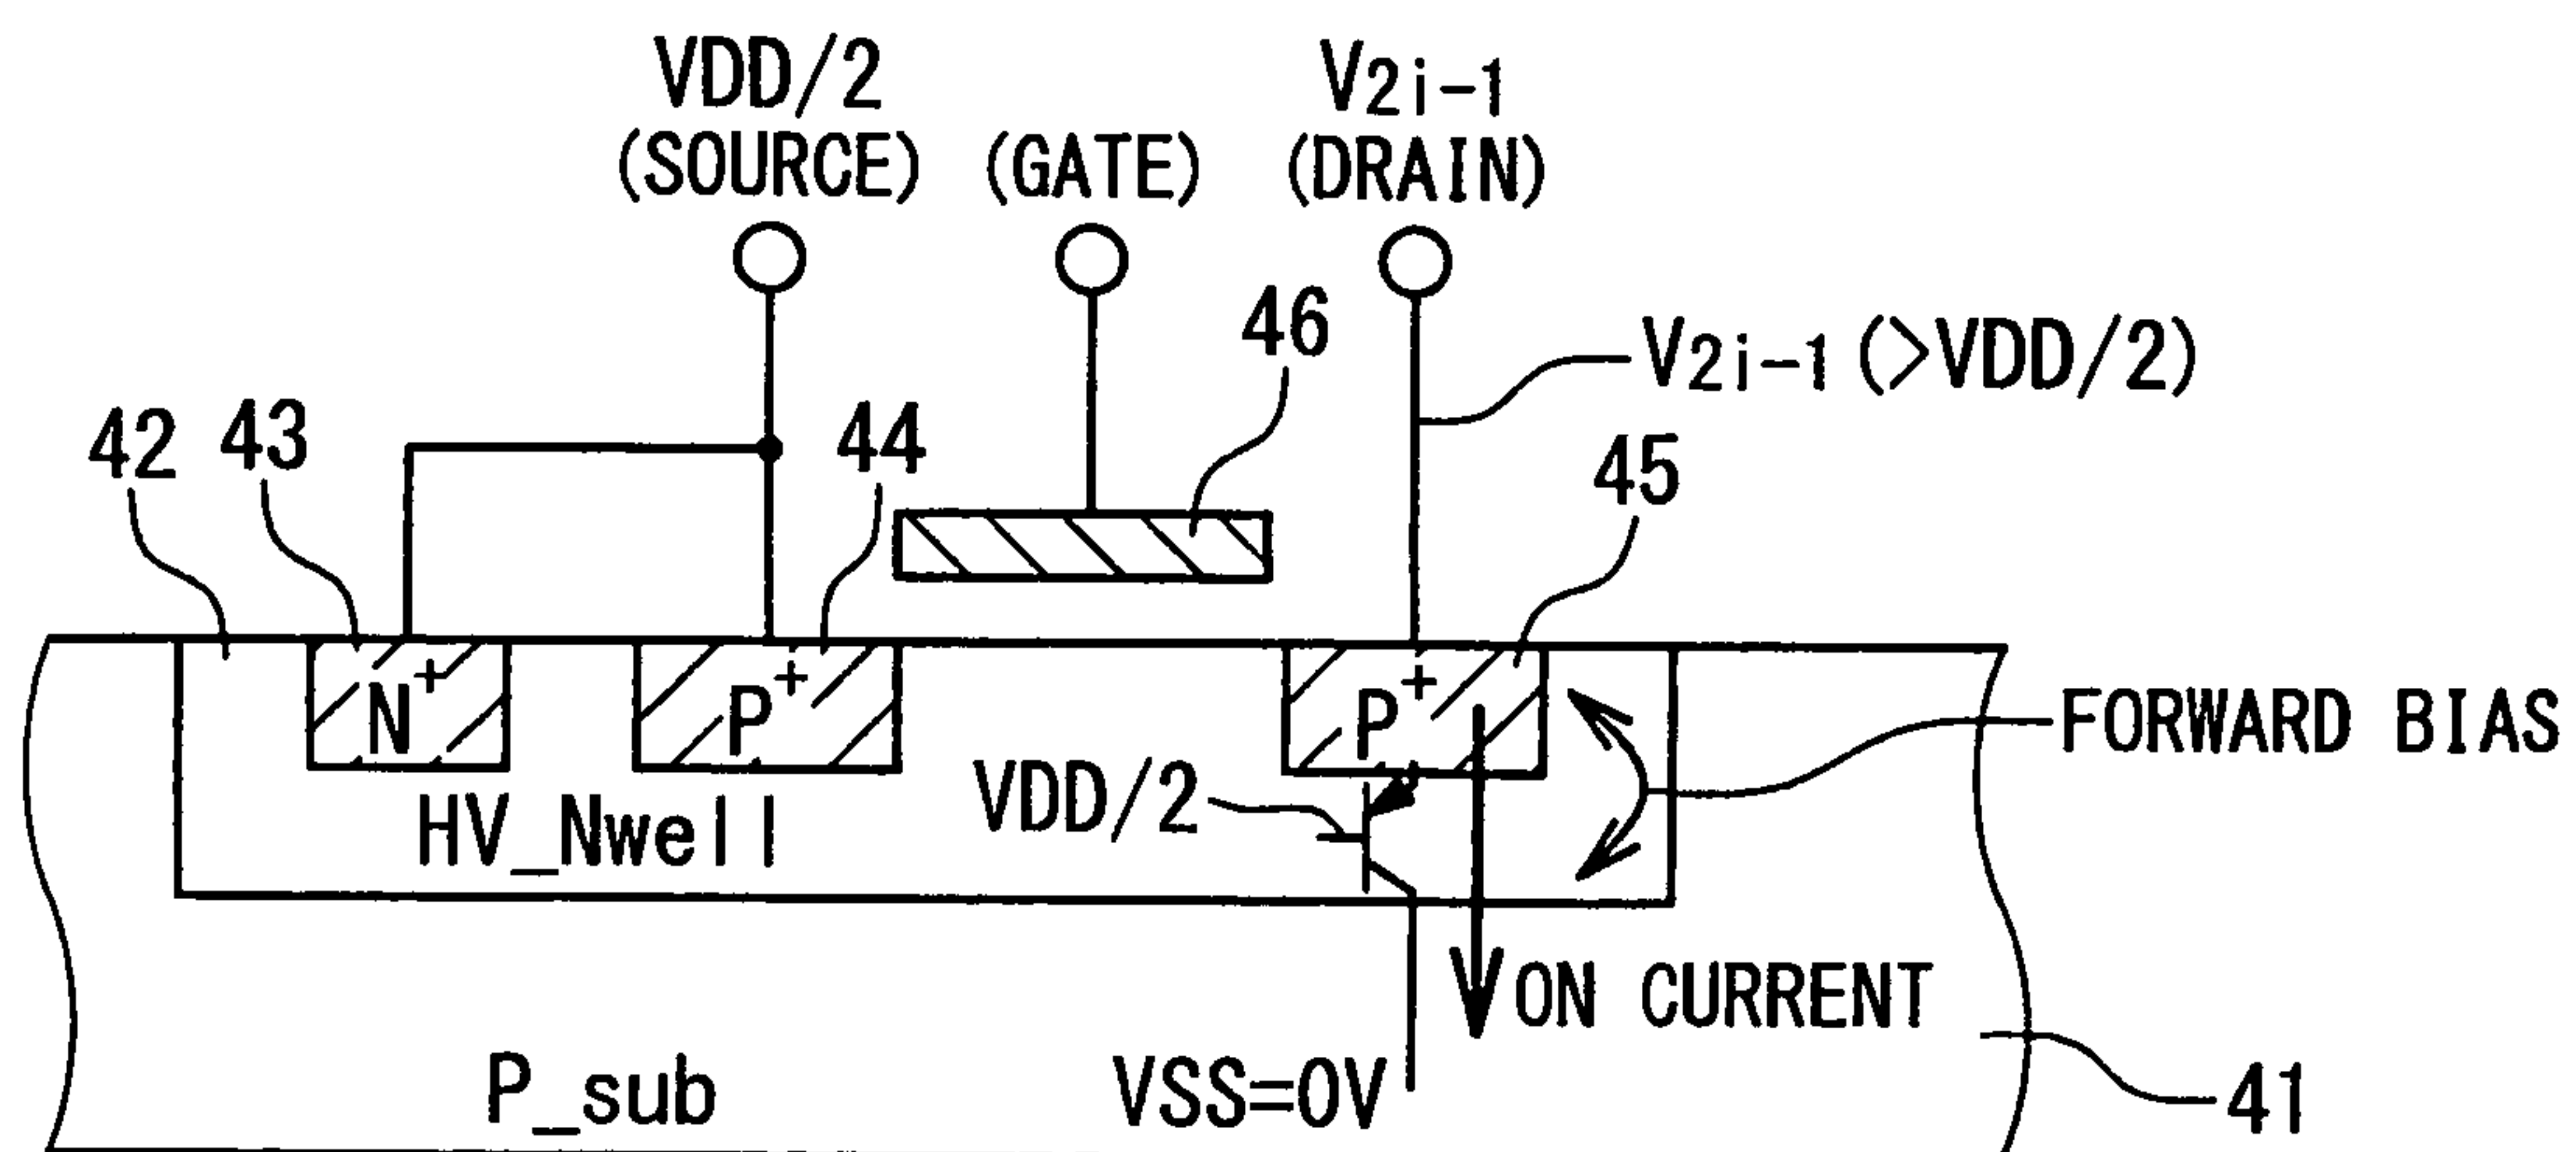 VDD/2
(SOURCE)
(GATE)
V2i-1
(DRAIN)
46
V2i-1 (>VDD/2)
42
43
44
45
N+
P+
P+
FORWARD BIAS
HV_Nwell
VDD/2
ON CURRENT
P_sub
VSS=0V
41